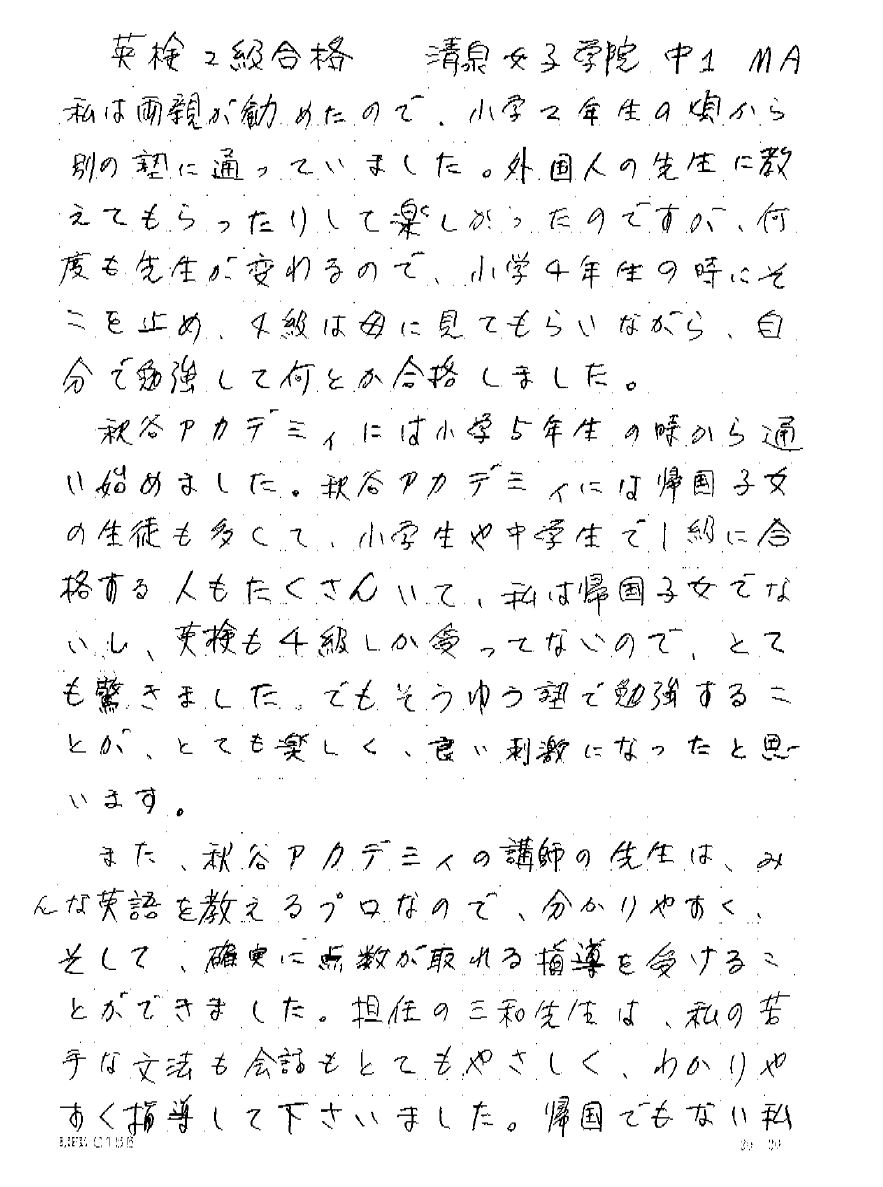 英検2級合格　清泉女子学院 中1 MA
私は両親が勧めたので、小学2年生の頃から
別の塾に通っていました。外国人の先生に教
えてもらったりして楽しかったのですが、何
度も先生が変わるので、小学4年生の時にそ
こを止め、4級は母に見てもらいながら、自
分で勉強して何とか合格しました。
秋谷アカデミィには小学5年生の時から通
い始めました。秋谷アカデミィには帰国子女
の生徒も多くて、小学生や中学生で1級に合
格する人もたくさんいて、私は帰国子女でな
いし、英検も4級しか受ってないので、とて
も驚きました。でもそうゆう塾で勉強するこ
とが、とても楽しく、良い刺激になったと思
います。
また、秋谷アカデミィの講師の先生は、み
んな英語を教えるプロなので、分かりやすく、
そして、確実に点数が取れる指導を受けるこ
とができました。担任の三和先生は、私の苦
手な文法も会話もとてもやさしく、わかりや
すく指導して下さいました。帰国でもない私